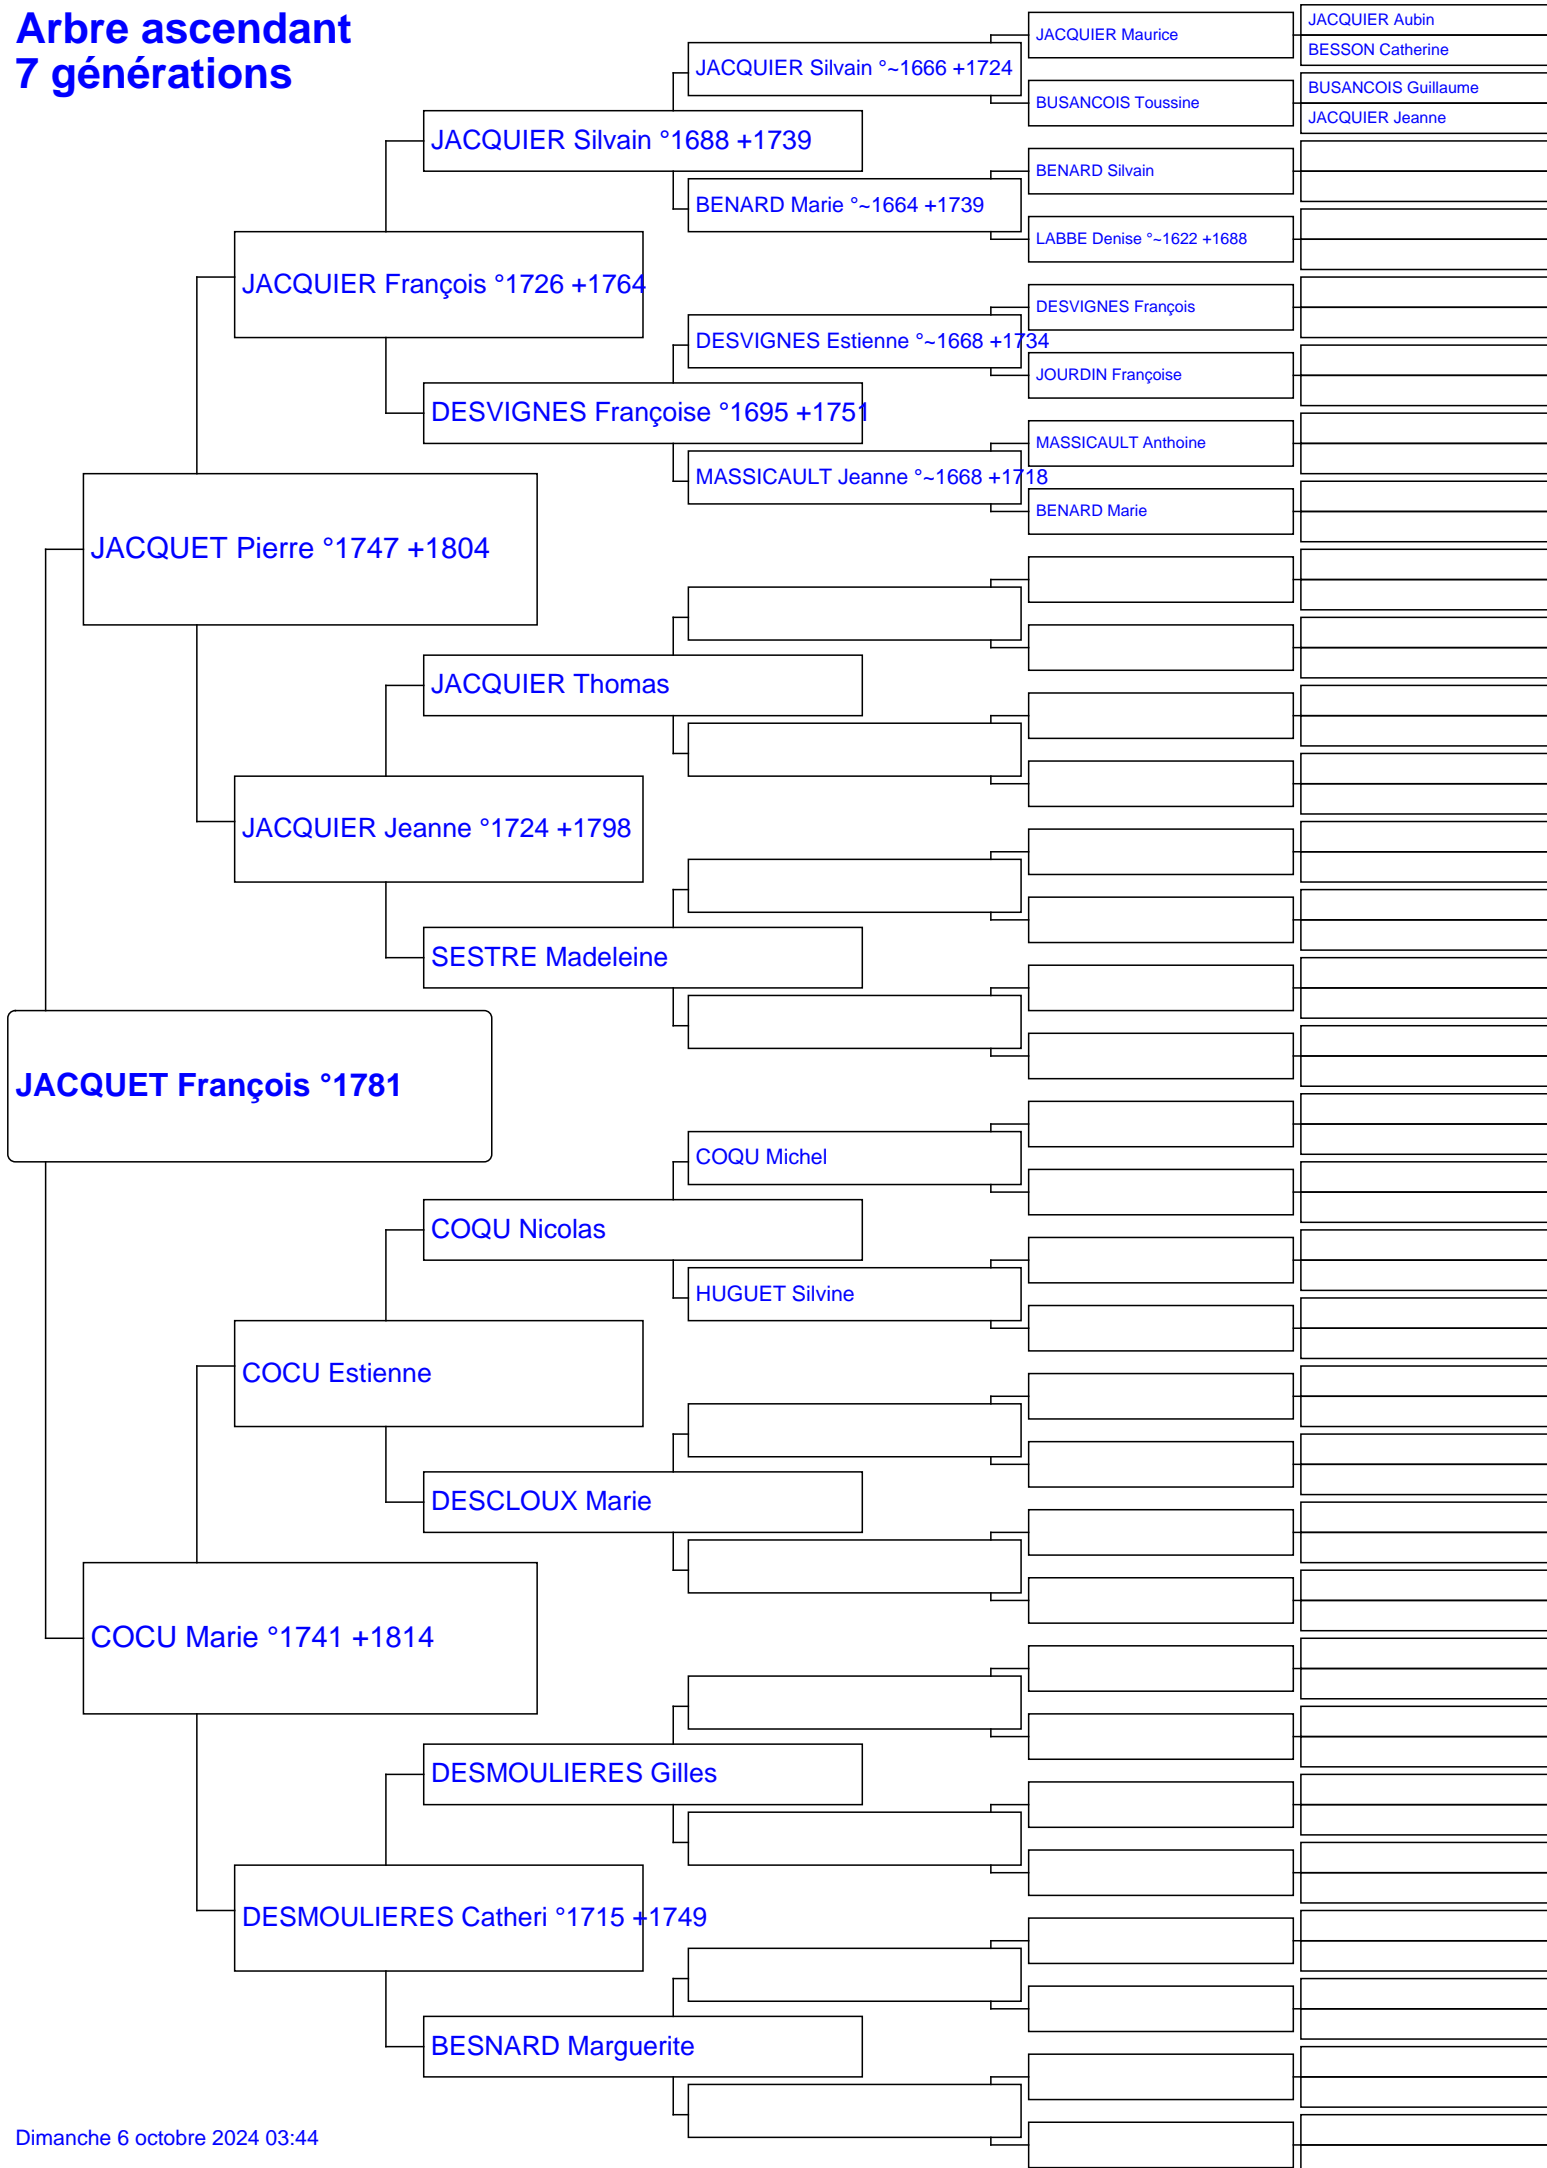 Arbre ascendant
7 générations
JACQUIER Aubin
JACQUIER Maurice
BESSON Catherine
JACQUIER Silvain °~1666 +1724
BUSANCOIS Guillaume
BUSANCOIS Toussine
JACQUIER Jeanne
JACQUIER Silvain °1688 +1739
BENARD Silvain
BENARD Marie °~1664 +1739
LABBE Denise °~1622 +1688
JACQUIER François °1726 +1764
DESVIGNES François
DESVIGNES Estienne °~1668 +1734
JOURDIN Françoise
DESVIGNES Françoise °1695 +1751
MASSICAULT Anthoine
MASSICAULT Jeanne °~1668 +1718
BENARD Marie
JACQUET Pierre °1747 +1804
JACQUIER Thomas
JACQUIER Jeanne °1724 +1798
SESTRE Madeleine
JACQUET François °1781
COQU Michel
COQU Nicolas
HUGUET Silvine
COCU Estienne
DESCLOUX Marie
COCU Marie °1741 +1814
DESMOULIERES Gilles
DESMOULIERES Catheri °1715 +1749
BESNARD Marguerite
Dimanche 6 octobre 2024 03:44